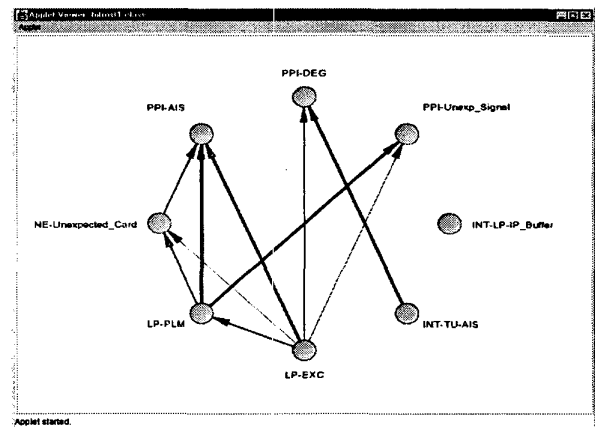 Applet
PPI-DEG
PPI-AIS
PPI-Unexp_Signal
NE-Unexpected_Card
INT-LP-IP_Buffer
LP-PLM
INT-TU-AIS
LP-EXC
Applet started.